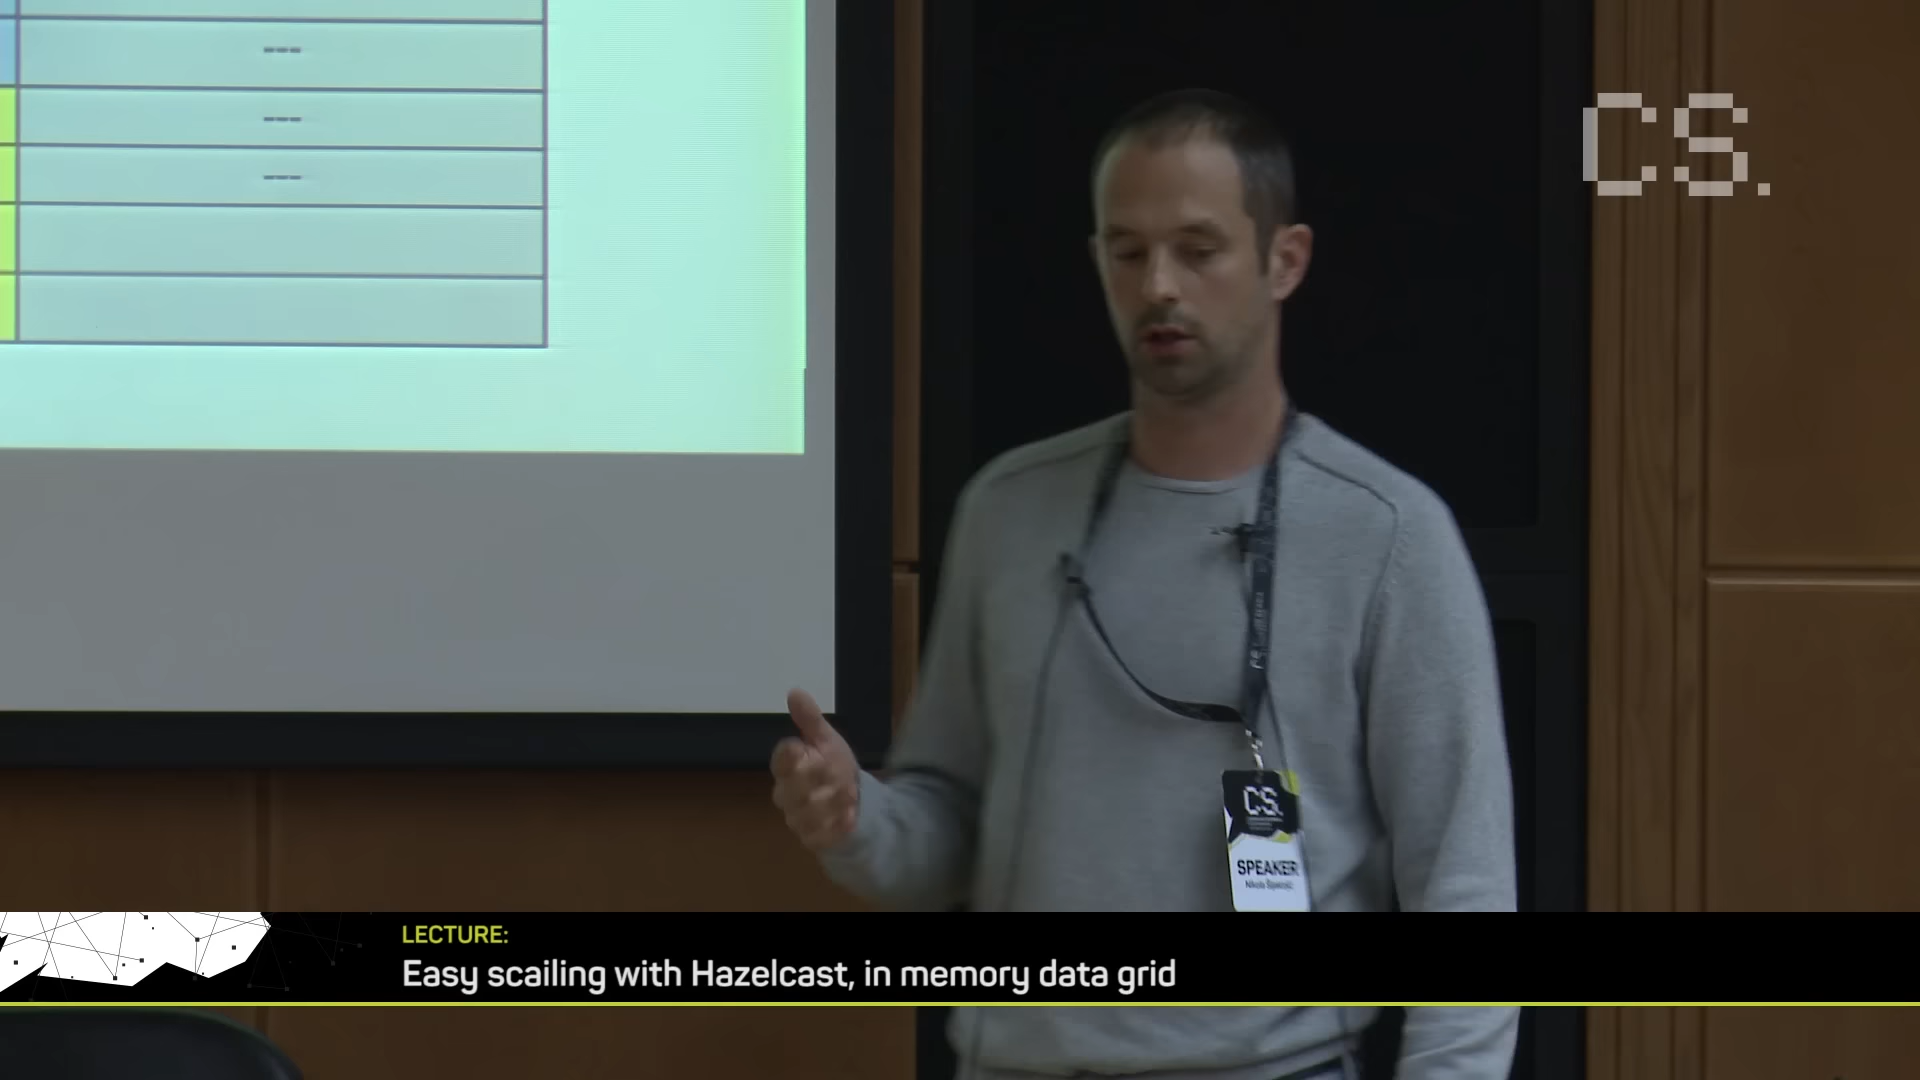 ---
---
---
CS.
CS.
SPEAKER
LECTURE:
Easy scailing with Hazelcast, in memory data grid